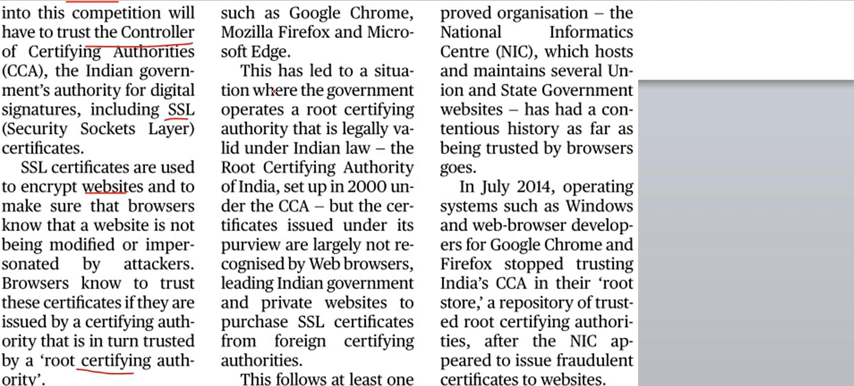 into this competition will
have to trust the Controller
of Certifying Authorities
(CCA), the Indian govern-
ment’s authority for digital
signatures, including SSL
(Security Sockets Layer)
certificates.
SSL certificates are used
to encrypt websites and to
make sure that browsers
know that a website is not
being modified or imper-
sonated by attackers.
Browsers know to trust
these certificates if they are
issued by a certifying auth-
ority that is in turn trusted
by a ‘root certifying auth-
ority’.
such as Google Chrome,
Mozilla Firefox and Micro-
soft Edge.
This has led to a situa-
tion where the government
operates a root certifying
authority that is legally va-
lid under Indian law – the
Root Certifying Authority
of India, set up in 2000 un-
der the CCA – but the cer-
tificates issued under its
purview are largely not re-
cognised by Web browsers,
leading Indian government
and private websites to
purchase SSL certificates
from foreign certifying
authorities.
This follows at least one
proved organisation – the
National Informatics
Centre (NIC), which hosts
and maintains several Un-
ion and State Government
websites – has had a con-
tentious history as far as
being trusted by browsers
goes.
In July 2014, operating
systems such as Windows
and web-browser develop-
ers for Google Chrome and
Firefox stopped trusting
India’s CCA in their ‘root
store,’ a repository of trust-
ed root certifying authori-
ties, after the NIC ap-
peared to issue fraudulent
certificates to websites.